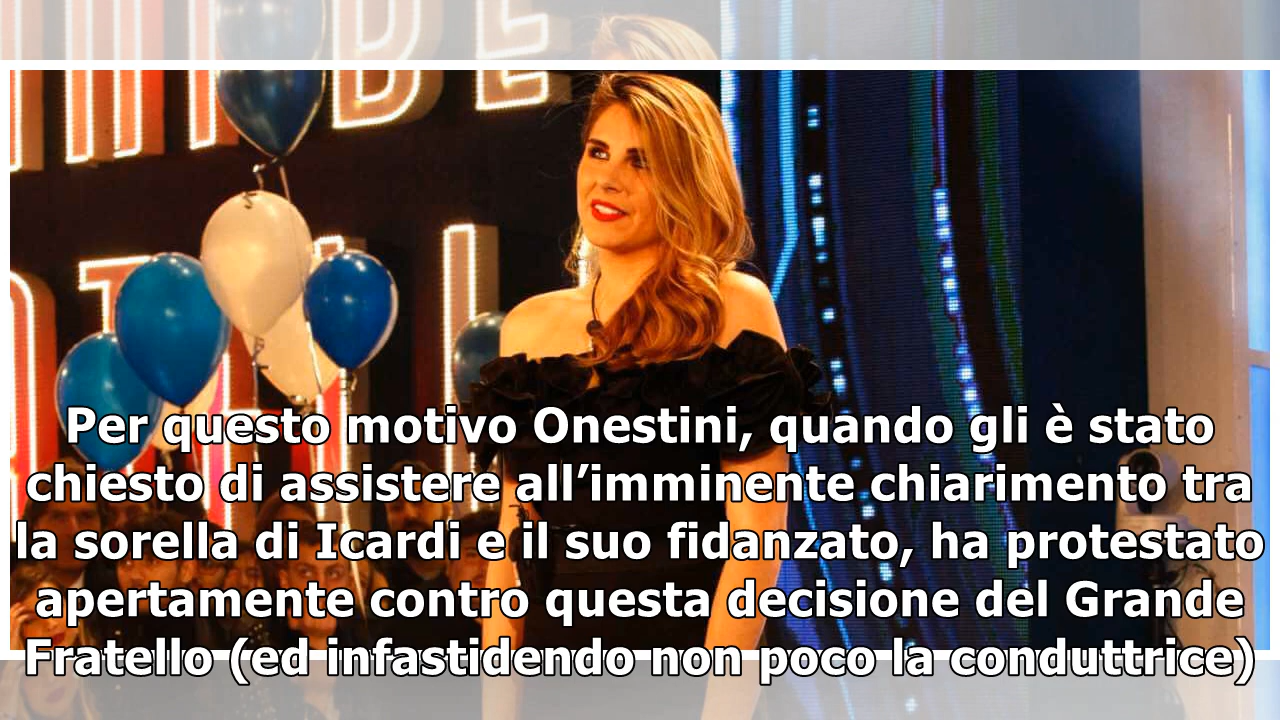 Per questo motivo Onestini, quando gli è stato
chiesto di assistere all’imminente chiarimento tra
la sorella di Icardi e il suo fidanzato, ha protestato
apertamente contro questa decisione del Grande
Fratello (ed infastidendo non poco la conduttrice)